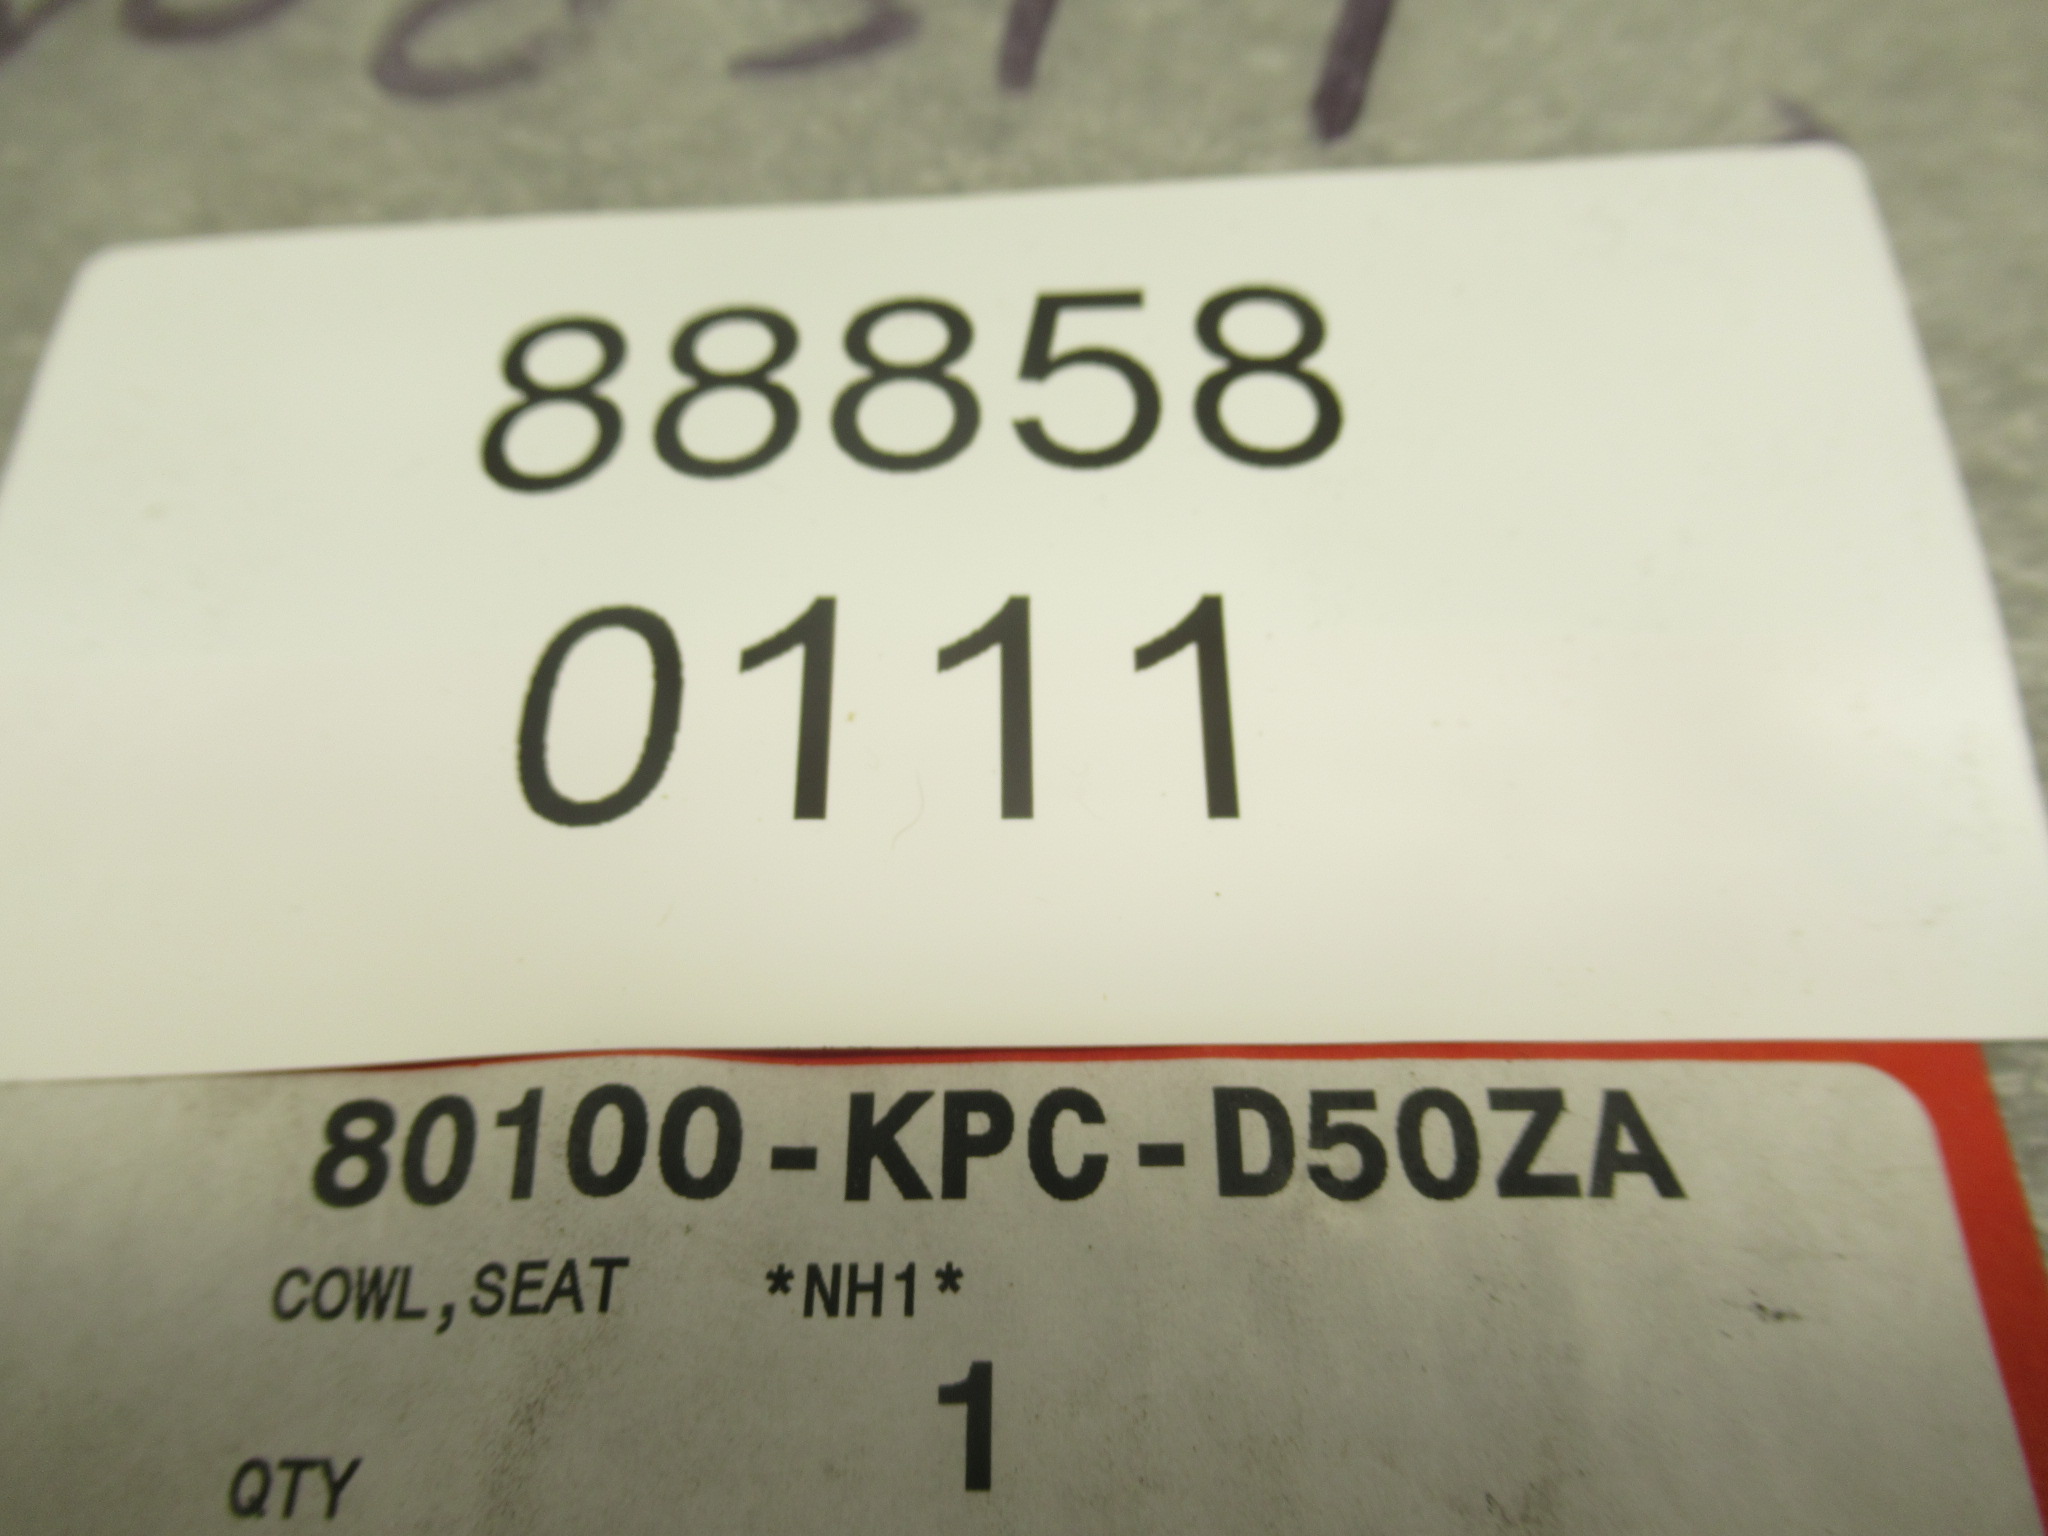 88858
0111
80100-KPC-D50ZA
COWL,SEAT *NH1*
1
QTY